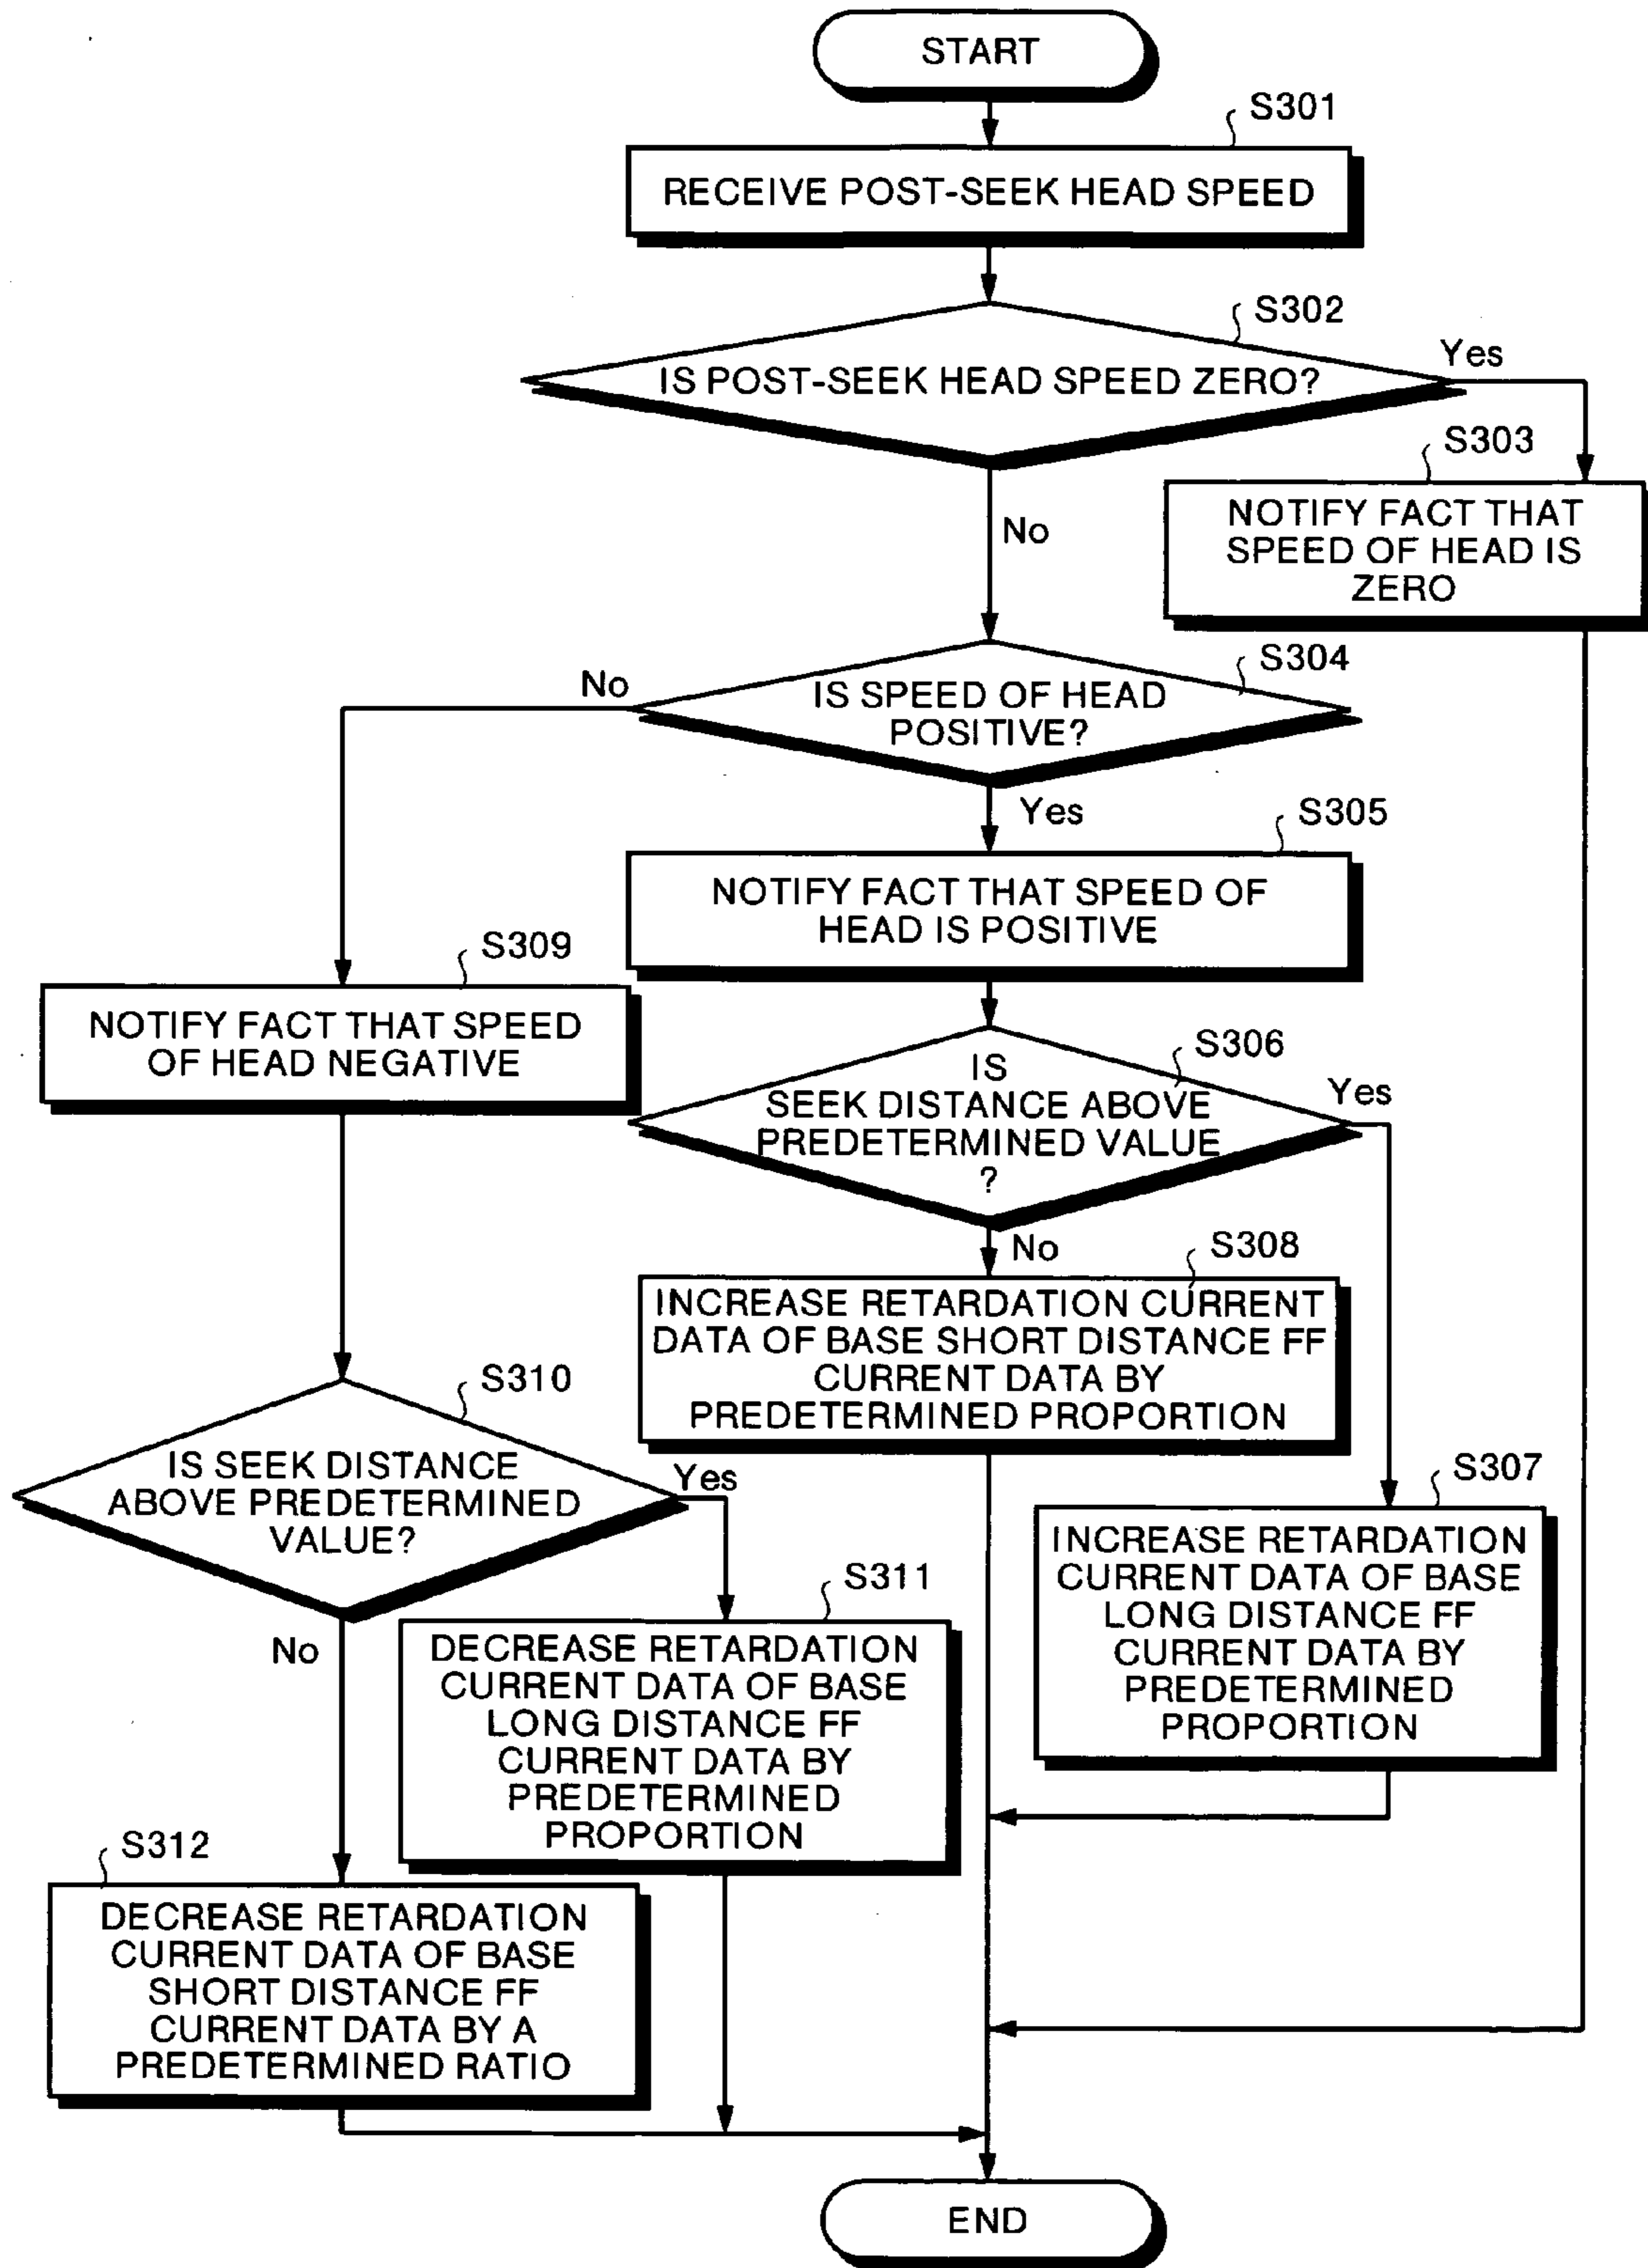 START
S301
RECEIVE POST-SEEK HEAD SPEED
S302
IS POST-SEEK HEAD SPEED ZERO?
Yes
S303
NOTIFY FACT THAT
SPEED OF HEAD IS
ZERO
No
S304
IS SPEED OF HEAD
POSITIVE?
No
Yes
S305
NOTIFY FACT THAT SPEED OF
HEAD IS POSITIVE
S309
NOTIFY FACT THAT SPEED
OF HEAD NEGATIVE
S306
IS
SEEK DISTANCE ABOVE
PREDETERMINED VALUE
?
Yes
No
S308
INCREASE RETARDATION CURRENT
DATA OF BASE SHORT DISTANCE FF
CURRENT DATA BY
PREDETERMINED PROPORTION
S310
IS SEEK DISTANCE
ABOVE PREDETERMINED
VALUE?
Yes
S307
INCREASE RETARDATION
CURRENT DATA OF BASE
LONG DISTANCE FF
CURRENT DATA BY
PREDETERMINED
PROPORTION
S311
DECREASE RETARDATION
CURRENT DATA OF BASE
LONG DISTANCE FF
CURRENT DATA BY
PREDETERMINED
PROPORTION
No
S312
DECREASE RETARDATION
CURRENT DATA OF BASE
SHORT DISTANCE FF
CURRENT DATA BY A
PREDETERMINED RATIO
END